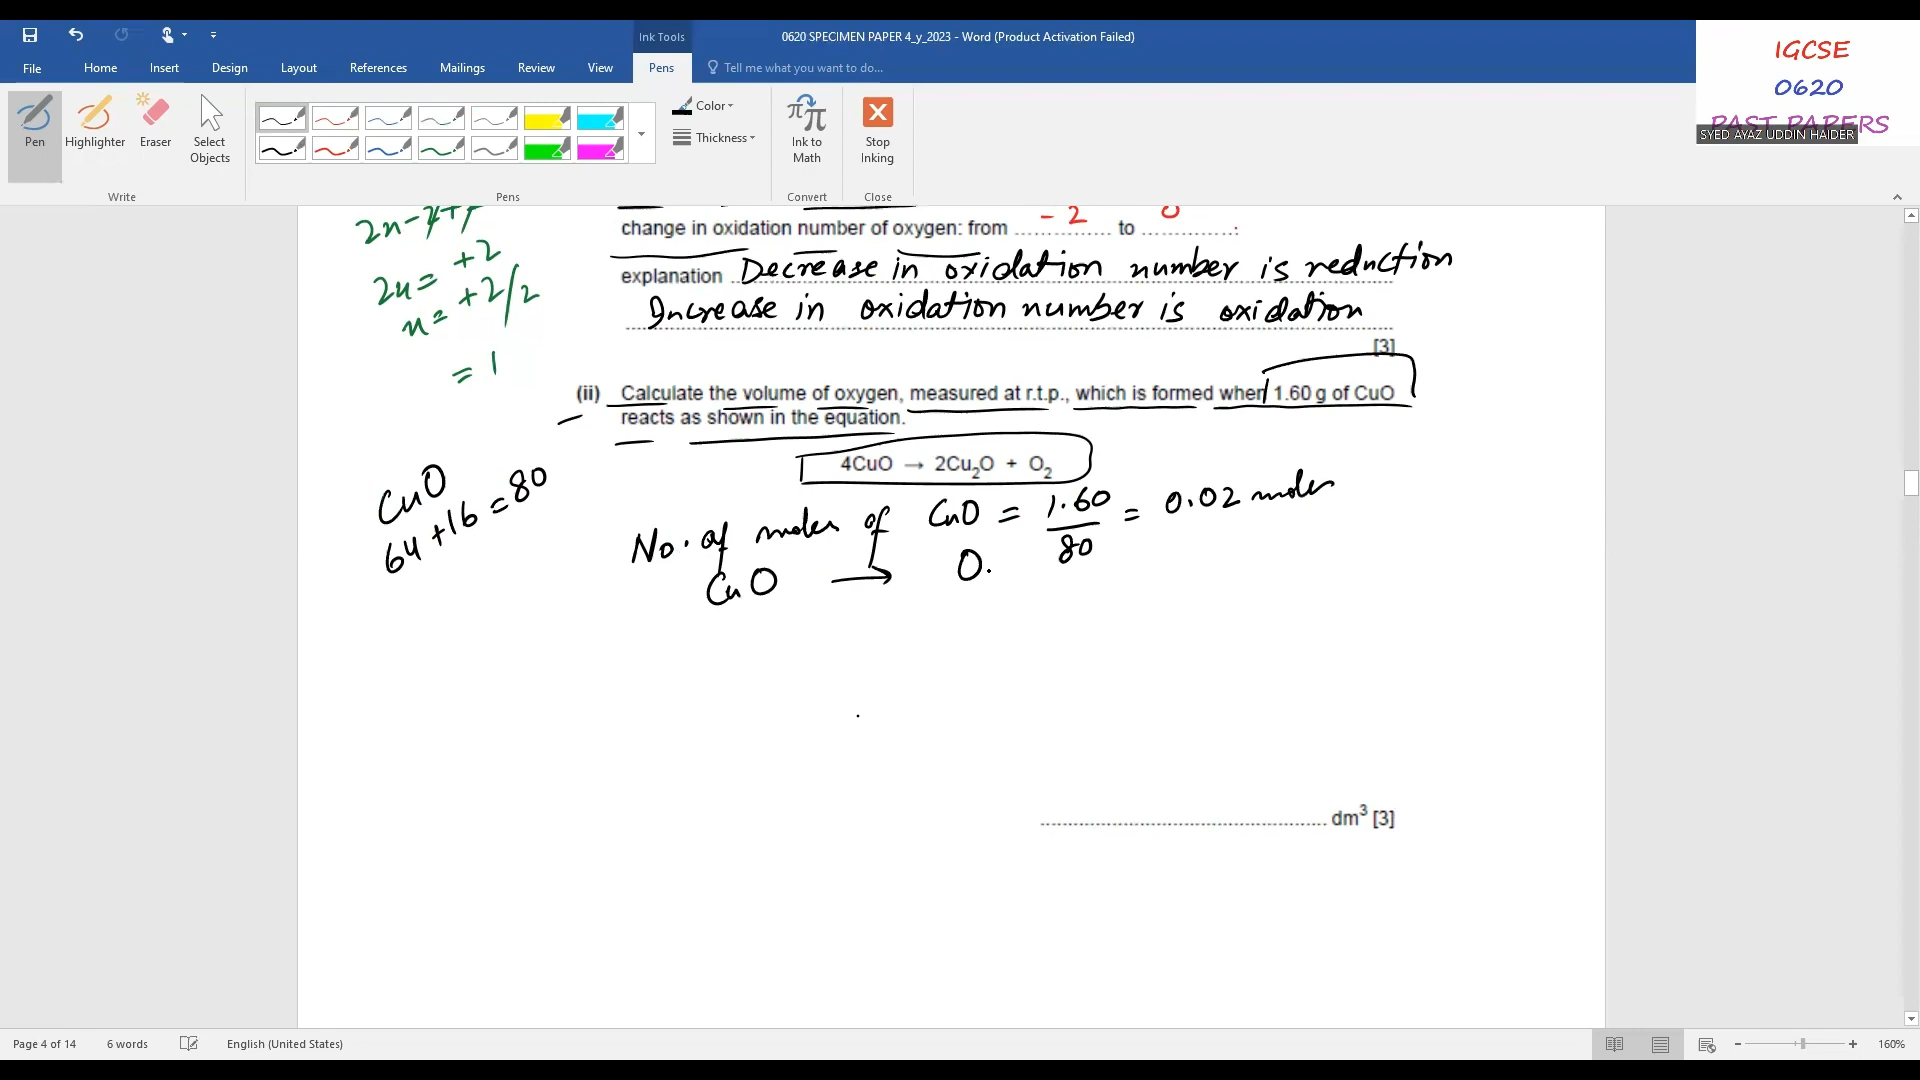 Ink Tools
0620 SPECIMEN PAPER 4_y_2023 - Word (Product Activation Failed)
File Home Insert Design Layout References Mailings Review View Pens Tell me what you want to do...
IGCSE
0620
PAST PAPERS
SYED AYAZ UDDIN HAIDER
Pen Highlighter Eraser Select Objects
Color
Thickness
Ink to Math
Stop Inking
Write Pens Convert Close
+2
2x =
x = +2/2
= 1
-2 0
change in oxidation number of oxygen: from .............. to ..............
explanation Decrease in oxidation number is reduction
Increase in oxidation number is oxidation
[3]
(ii) Calculate the volume of oxygen, measured at r.t.p., which is formed when 1.60 g of CuO
reacts as shown in the equation.
4CuO → 2Cu₂O + O₂
CuO
64+16=80
No. of moles of CuO = 1.60/80 = 0.02 moles
CuO → O.
.................................................... dm³ [3]
Page 4 of 14 6 words English (United States) 160%